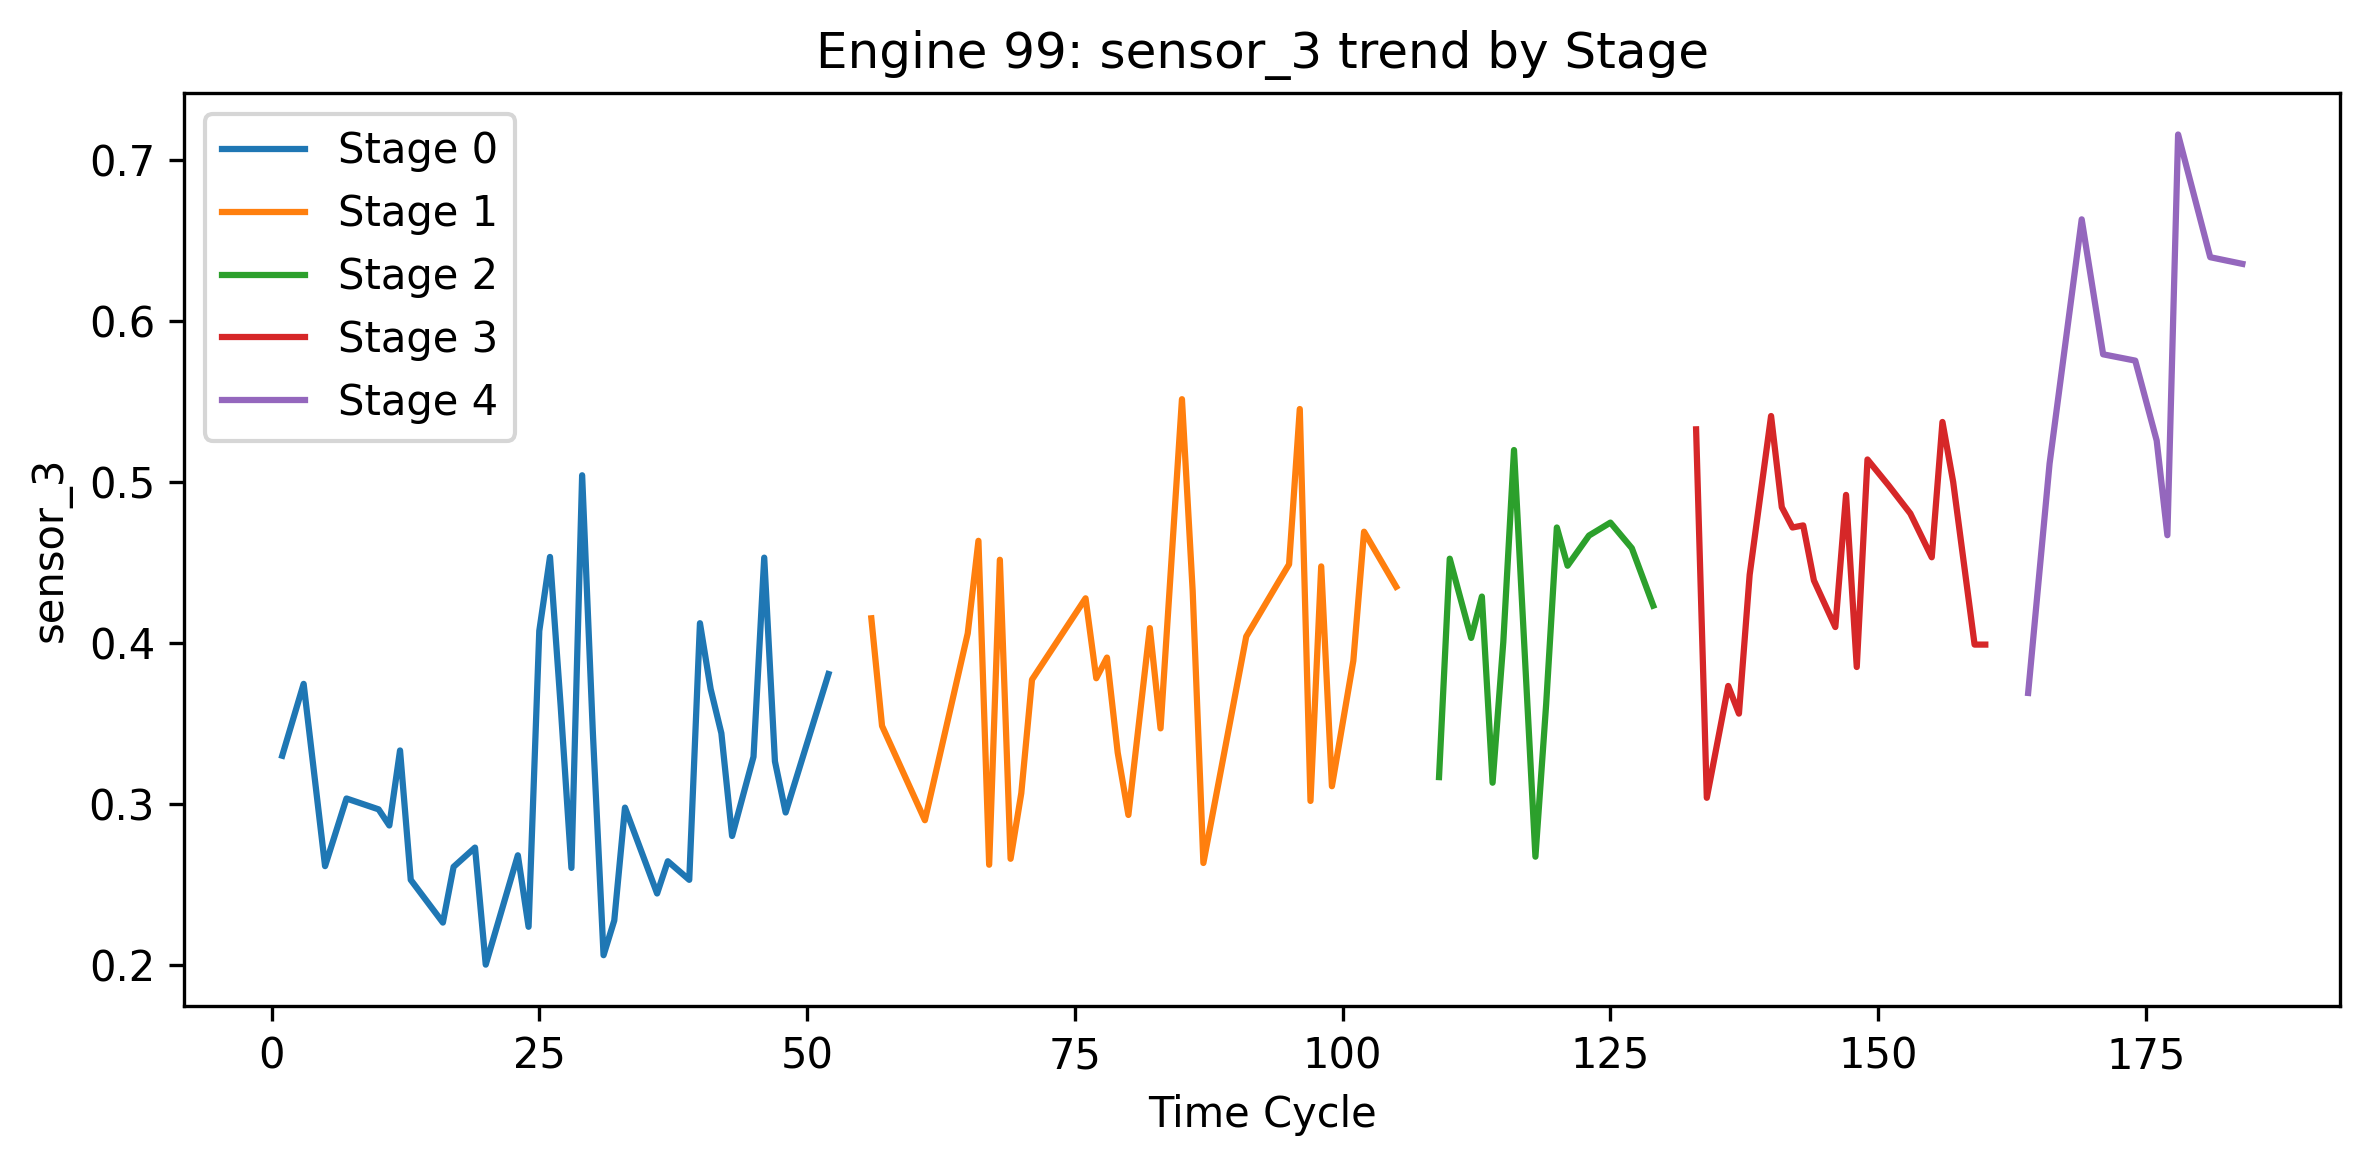 Engine 99: sensor_3 trend by Stage
Stage 0
Stage 1
Stage 2
Stage 3
Stage 4
sensor_3
0.7
0.6
0.5
0.4
0.3
0.2
0 25 50 75 100 125 150 175
Time Cycle